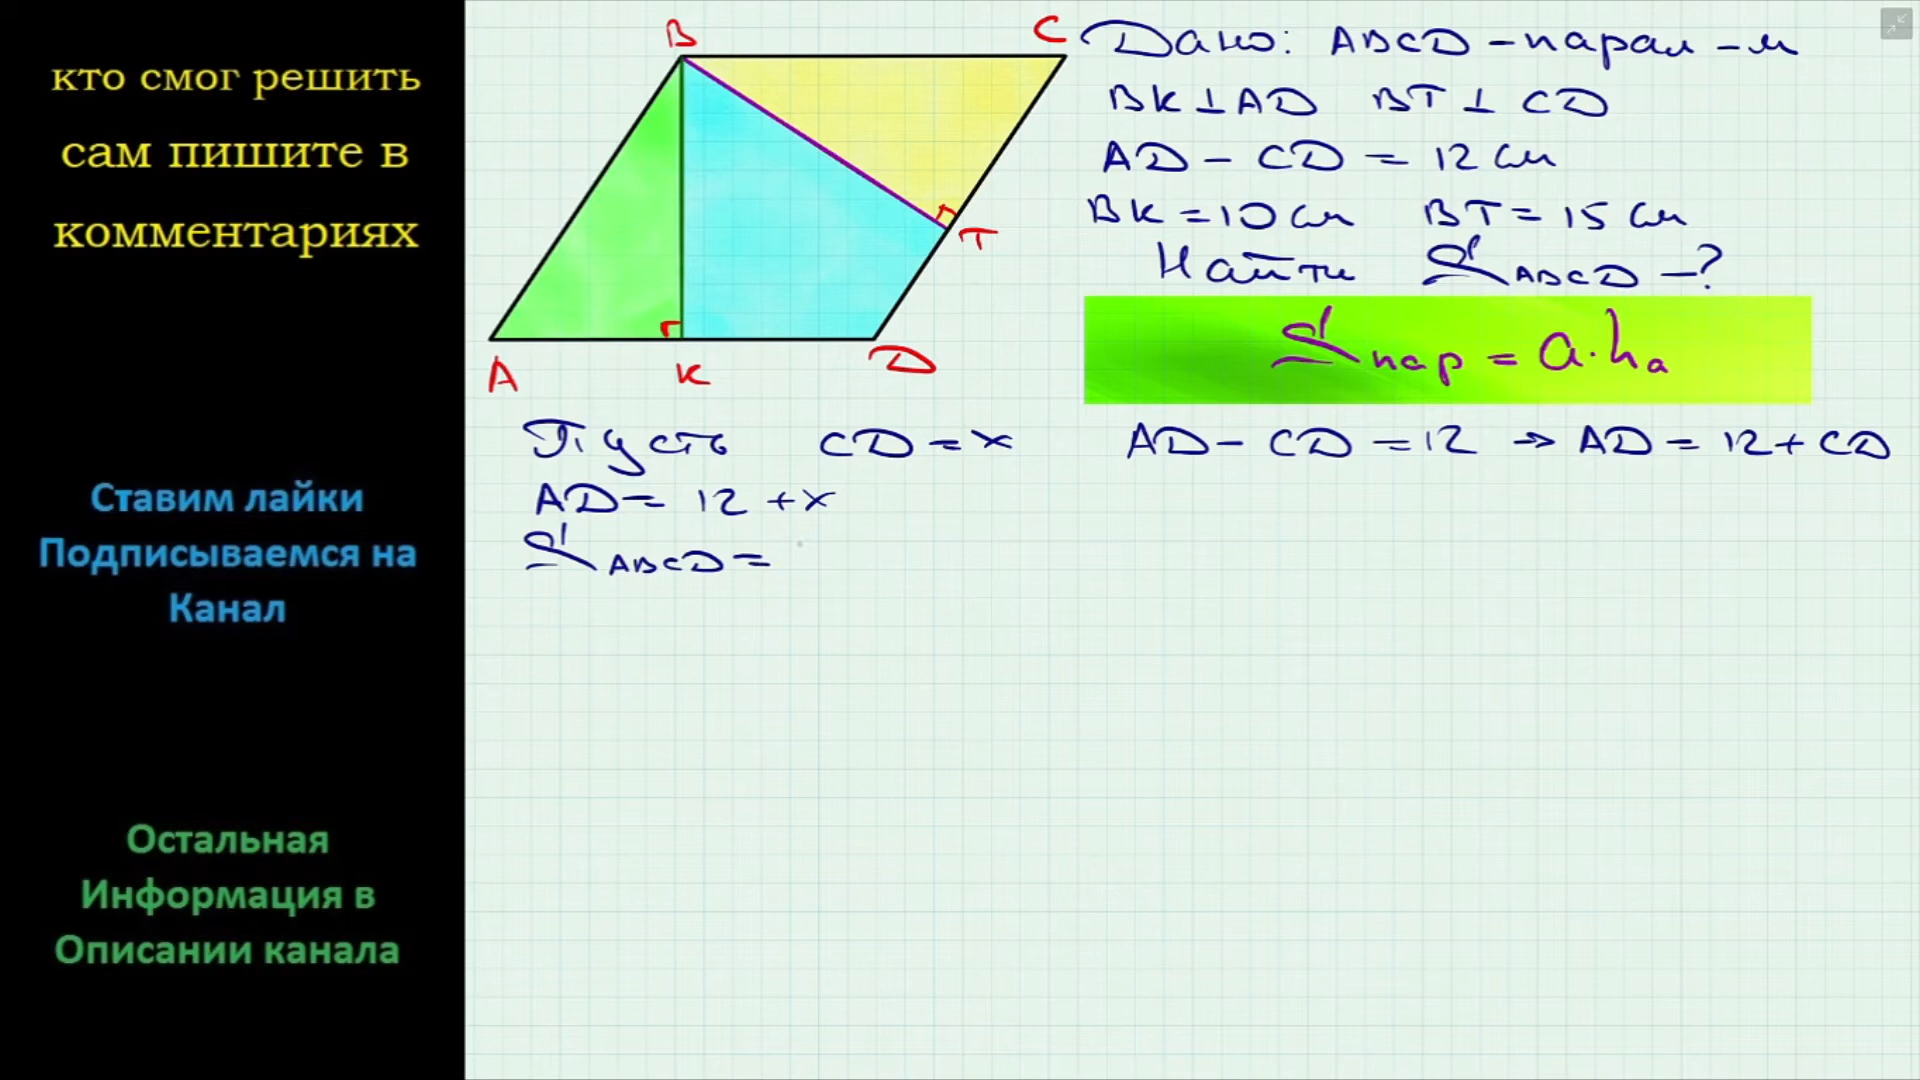 кто смог решить
сам пишите в
комментариях
Ставим лайки
Подписываемся на
Канал
Остальная
Информация в
Описании канала
B
C
T
A
K
D
Дано: ABCD - парал - м
BK ⊥ AD BT ⊥ CD
AD - CD = 12 см
BK = 10 см BT = 15 см
Найти S ABCD - ?
S пар = a · hₐ
Пусть CD = x AD - CD = 12 → AD = 12 + CD
AD = 12 + x
S ABCD =